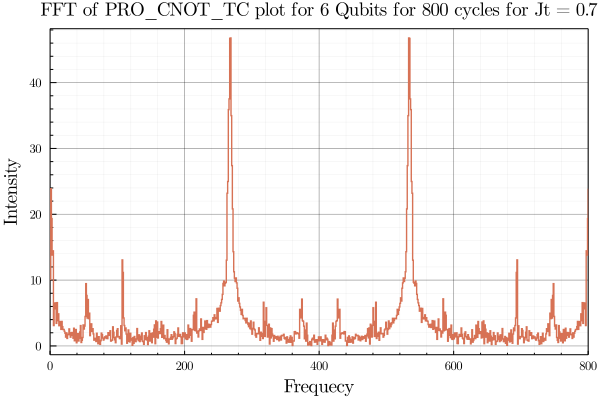 FFT of PRO_CNOT_TC plot for 6 Qubits for 800 cycles for Jt = 0.7
Intensity
40
30
20
10
0
0 200 400 600 800
Frequecy